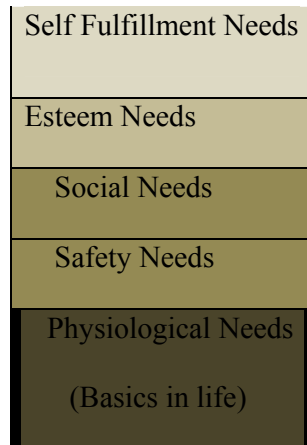 Self Fulfillment Needs
Esteem Needs
Social Needs
Safety Needs
Physiological Needs
(Basics in life)